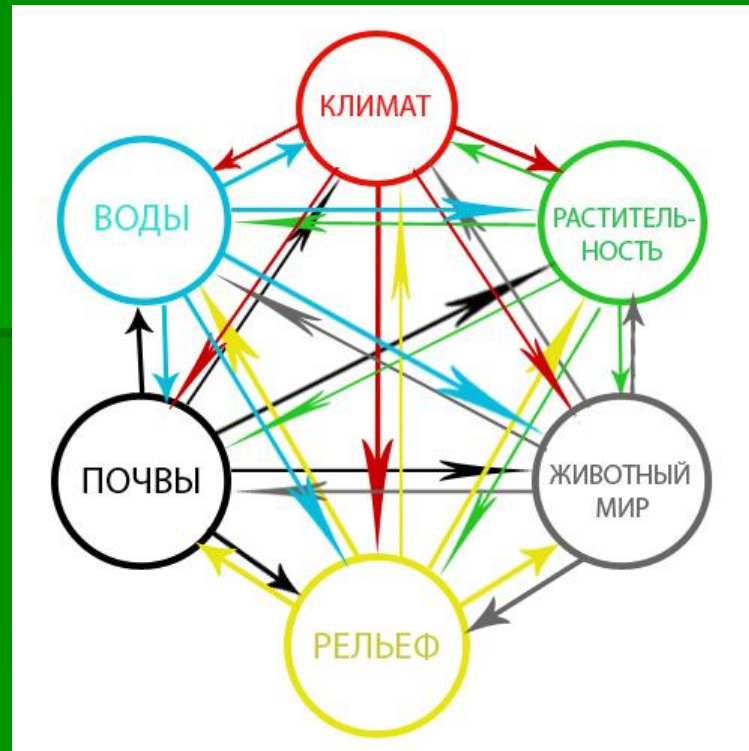 КЛИМАТ
ВОДЫ
РАСТИТЕЛЬ-
НОСТЬ
ПОЧВЫ
ЖИВОТНЫЙ
МИР
РЕЛЬЕФ